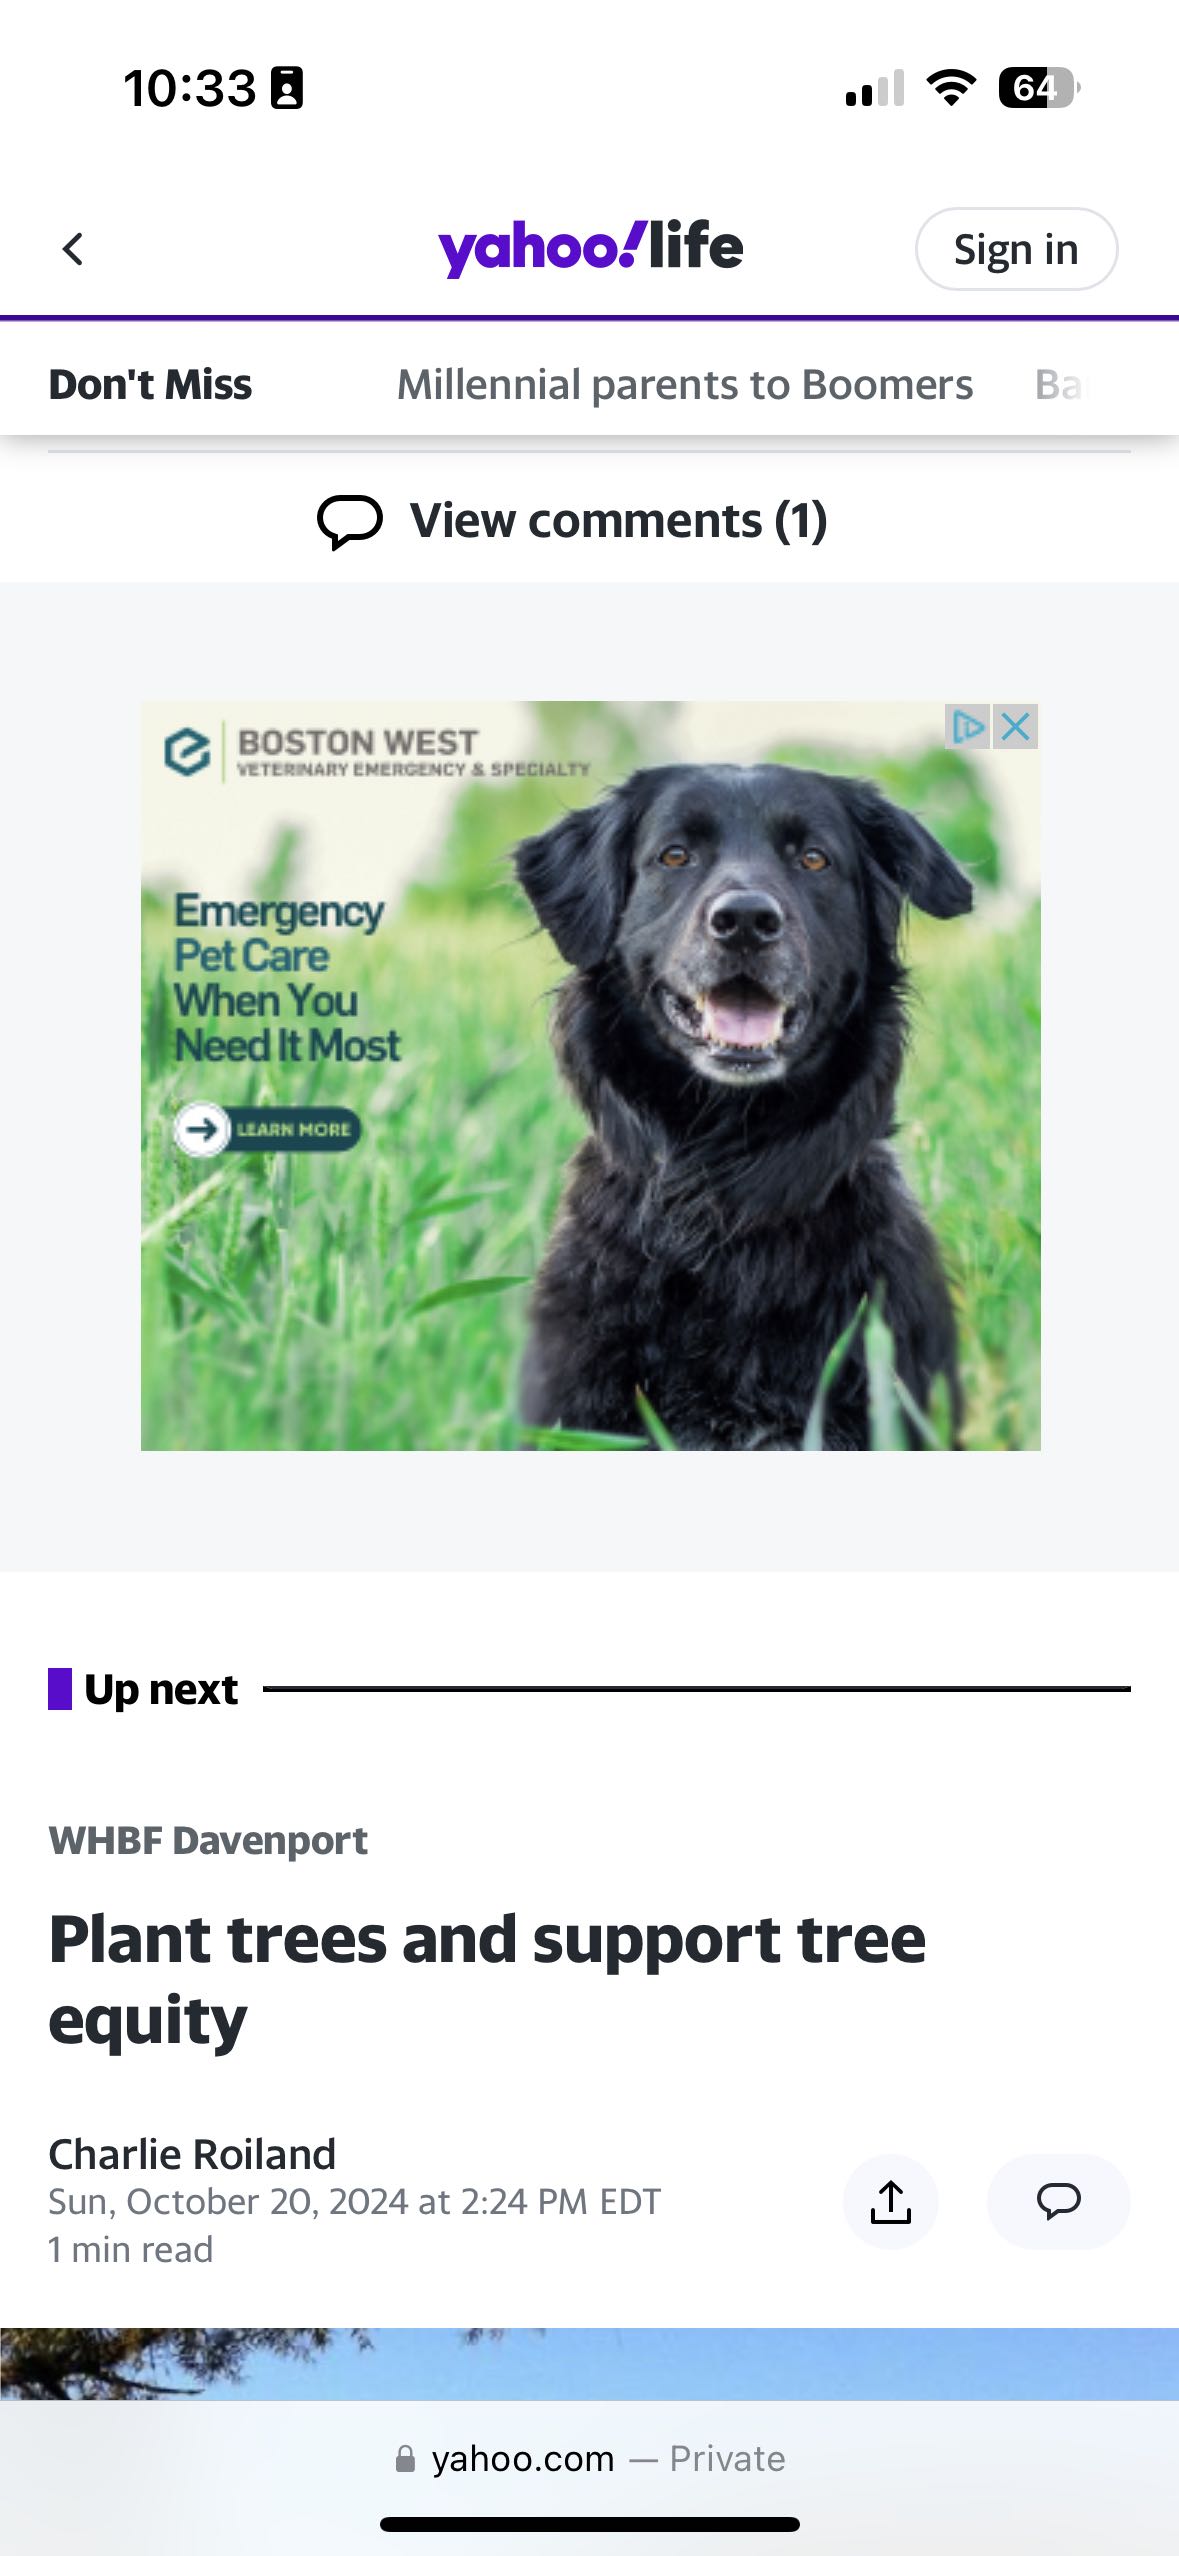 10:33
64
yahoo!life
Sign in
Don't Miss
Millennial parents to Boomers
Ba
View comments (1)
BOSTON WEST
VETERINARY EMERGENCY & SPECIALTY
Emergency
Pet Care
When You
Need It Most
LEARN MORE
Up next
WHBF Davenport
Plant trees and support tree
equity
Charlie Roiland
Sun, October 20, 2024 at 2:24 PM EDT
1 min read
yahoo.com — Private